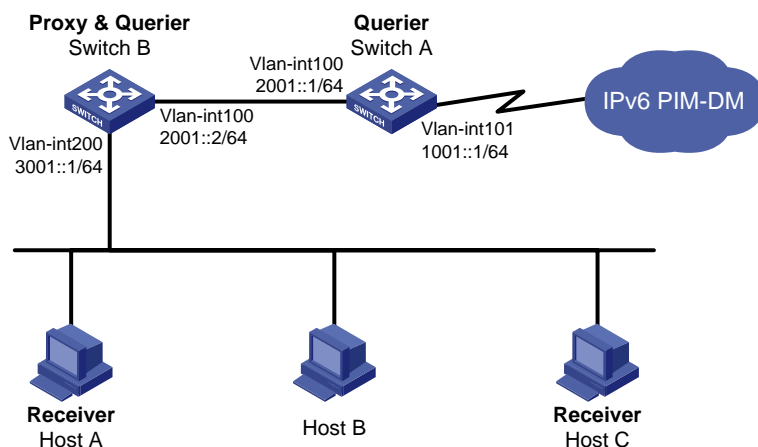 Proxy & Querier
Switch B
Querier
Switch A
Vlan-int100
2001::1/64
IPv6 PIM-DM
SWITCH
SWITCH
Vlan-int100
2001::2/64
Vlan-int101
1001::1/64
Vlan-int200
3001::1/64
Receiver
Host A
Host B
Receiver
Host C